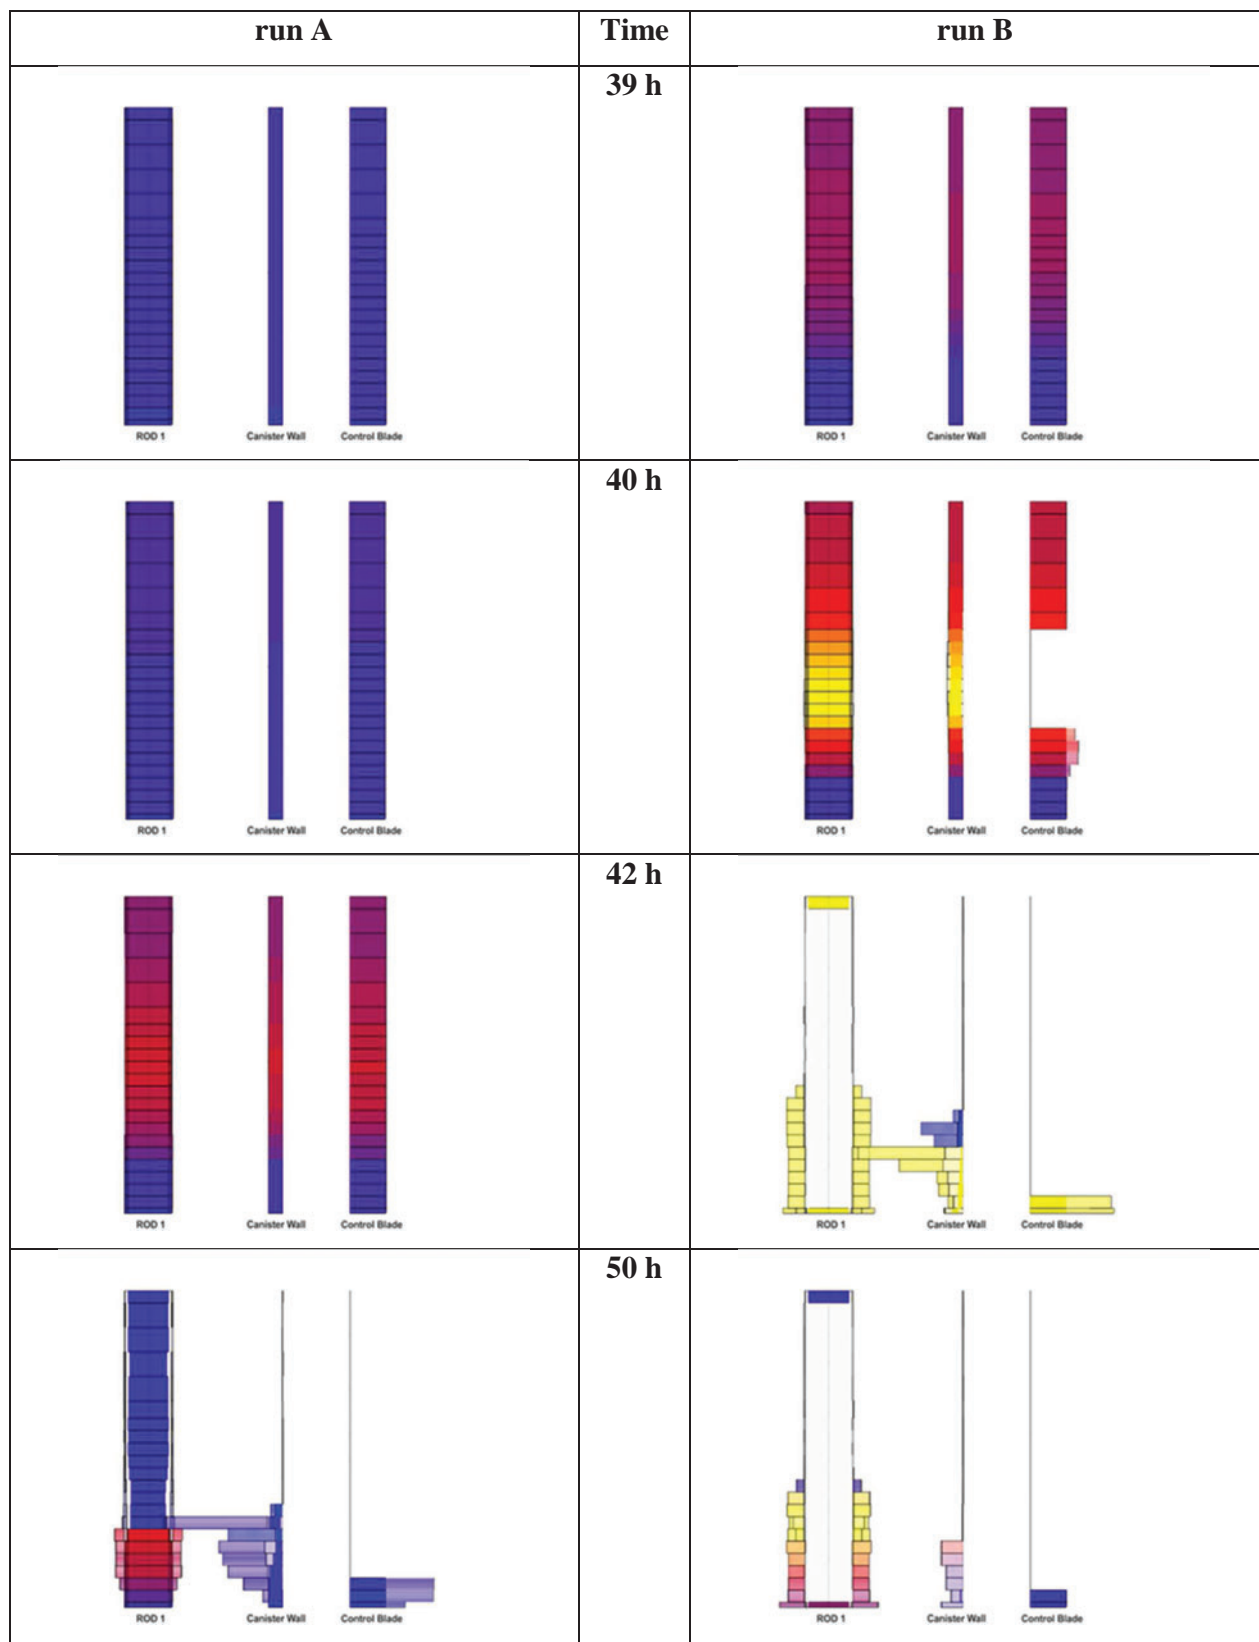 run A Time run B
39 h
ROD 1 Canister Wall Control Blade ROD 1 Canister Wall Control Blade
40 h
ROD 1 Canister Wall Control Blade ROD 1 Canister Wall Control Blade
42 h
ROD 1 Canister Wall Control Blade ROD 1 Canister Wall Control Blade
50 h
ROD 1 Canister Wall Control Blade ROD 1 Canister Wall Control Blade